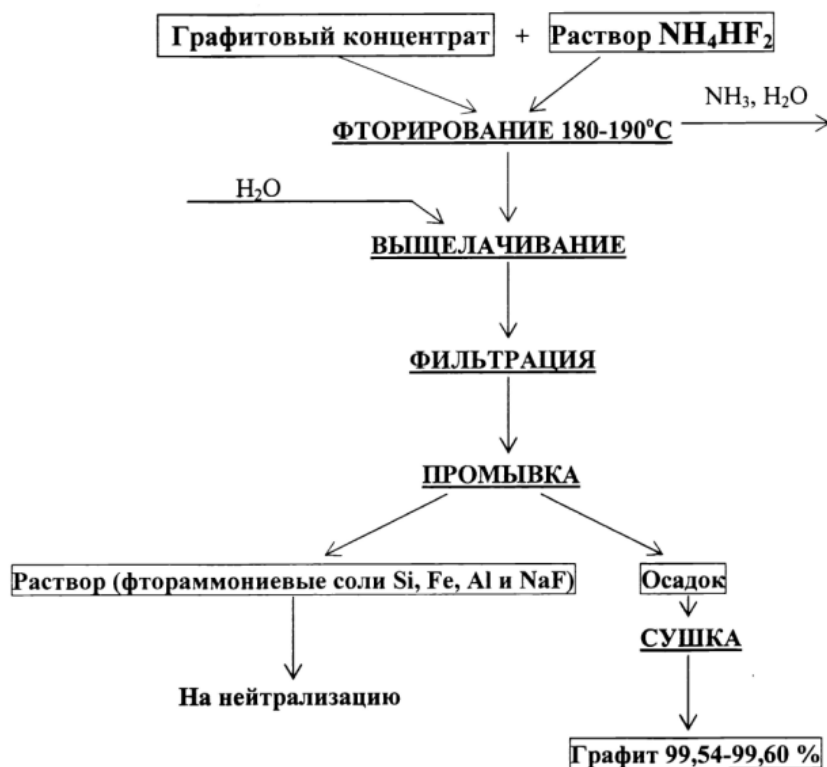 Графитовый концентрат + Раствор NH₄HF₂
NH₃, H₂O
ФТОРИРОВАНИЕ 180-190°С
H₂O
ВЫЩЕЛАЧИВАНИЕ
ФИЛЬТРАЦИЯ
ПРОМЫВКА
Раствор (фтораммониевые соли Si, Fe, Al и NaF)
Осадок
СУШКА
На нейтрализацию
Графит 99,54-99,60 %